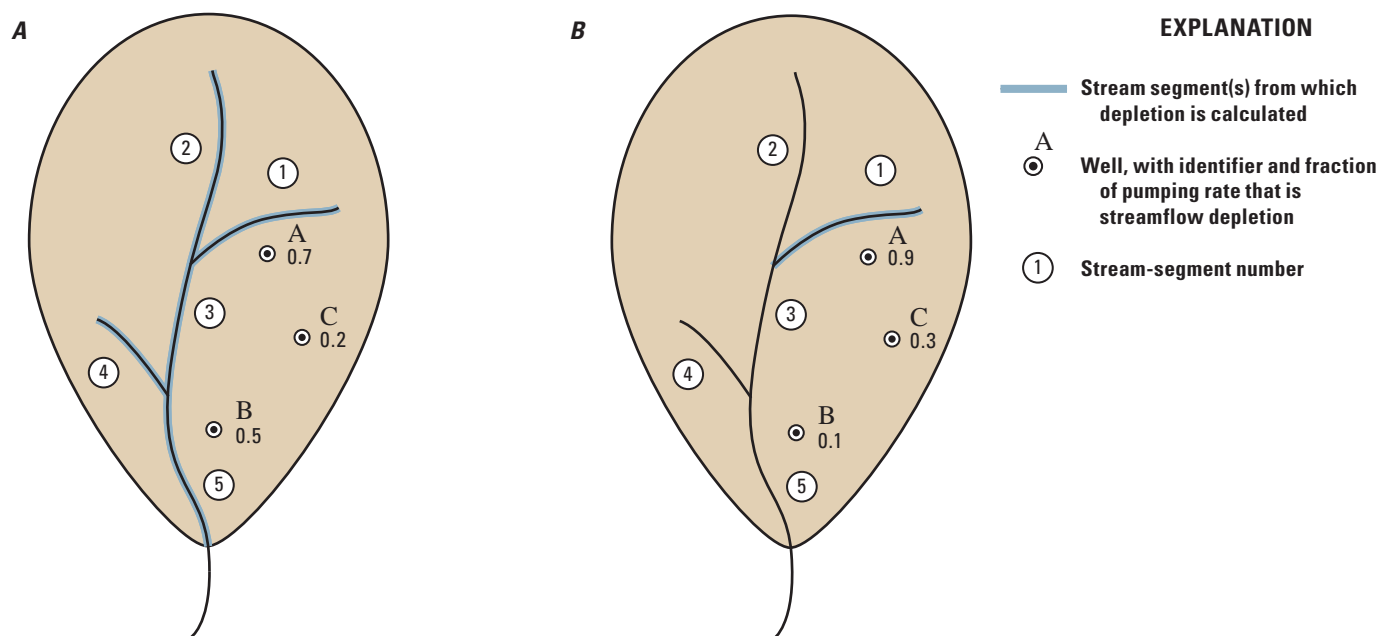 A
2
1
A
0.7
3
C
0.2
4
B
0.5
5
B
2
1
A
0.9
3
C
0.3
4
B
0.1
5
EXPLANATION
Stream segment(s) from which
depletion is calculated
A
Well, with identifier and fraction
of pumping rate that is
streamflow depletion
1
Stream-segment number